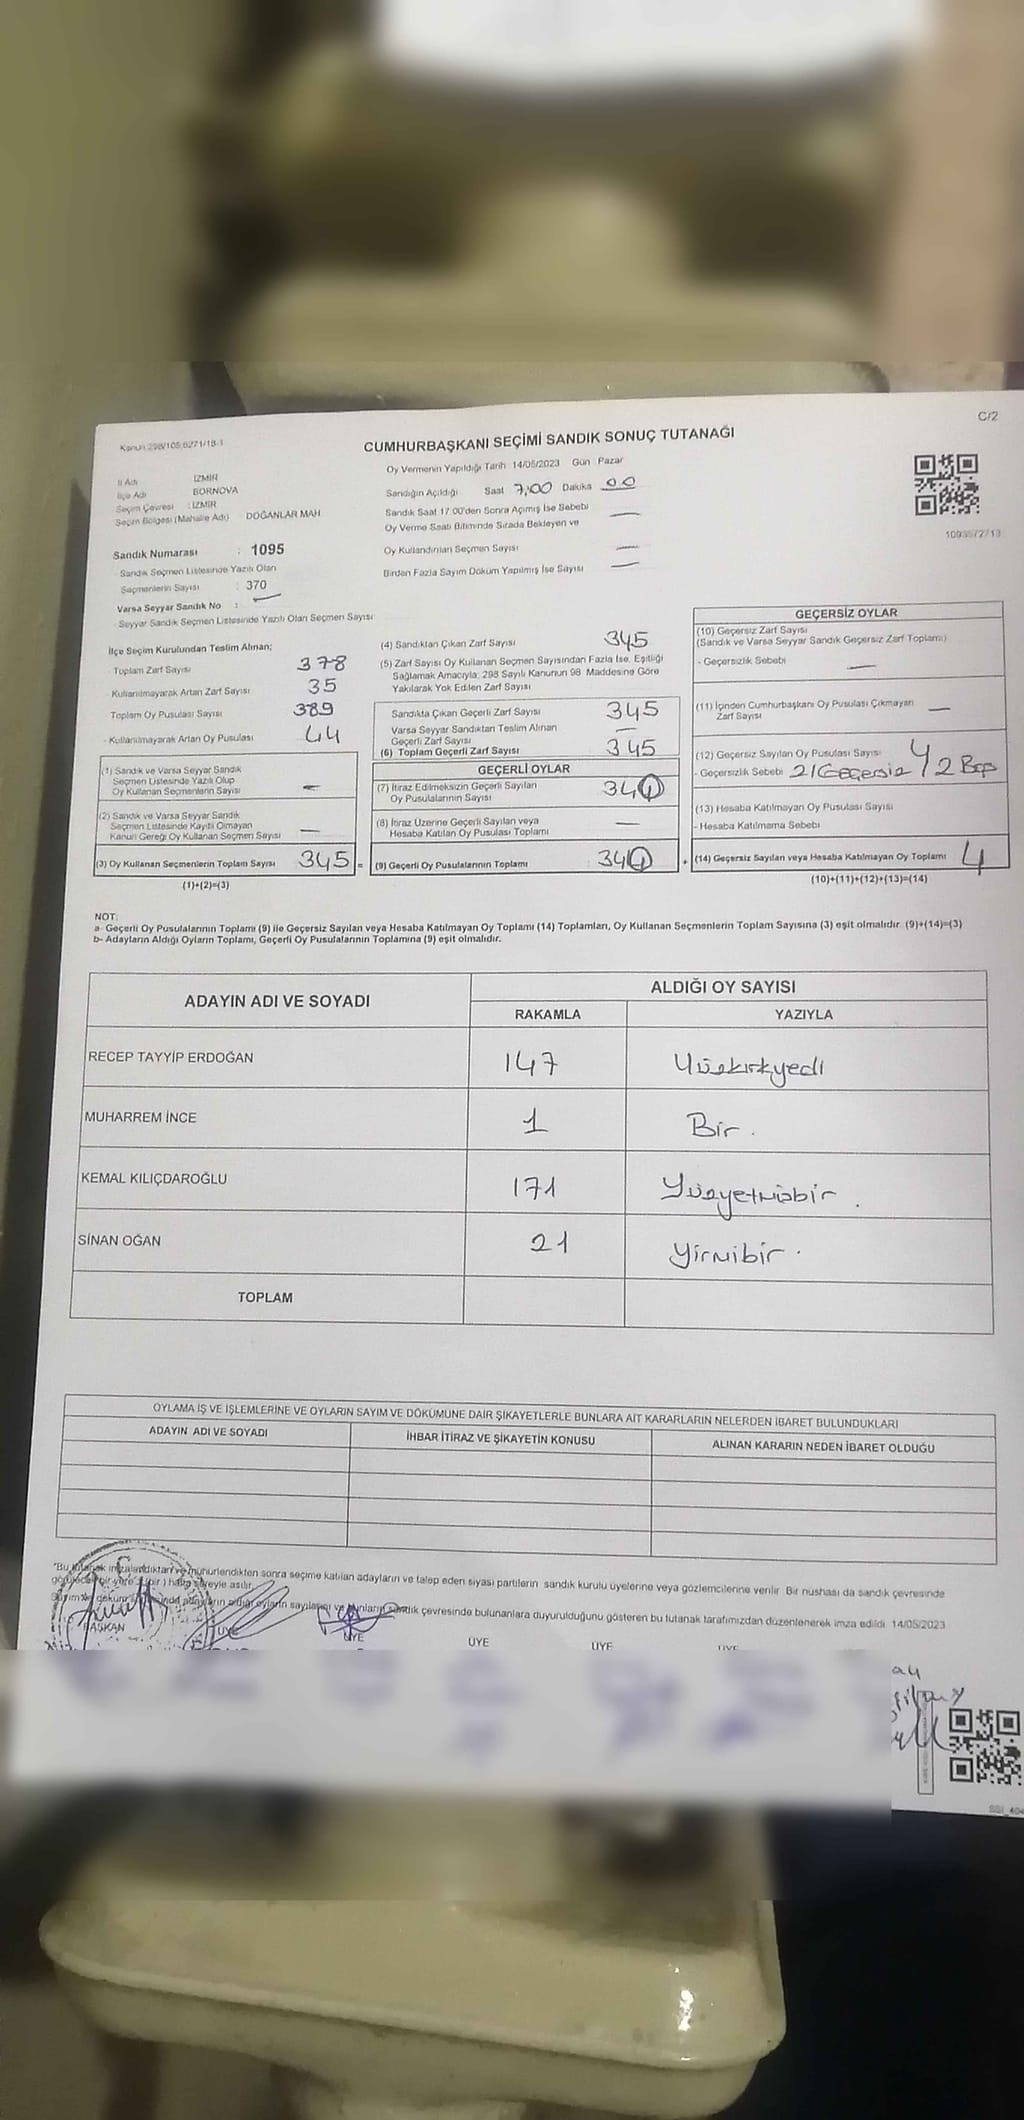 Kanun 298/105,6271/18-1
C/2
CUMHURBAŞKANI SEÇİMİ SANDIK SONUÇ TUTANAĞI
Oy Vermenin Yapıldığı Tarih 14/05/2023 Gün Pazar
İl Adı İZMİR
İlçe Adı BORNOVA
Seçim Çevresi : İZMİR
Seçim Bölgesi (Mahalle Adı) DOĞANLAR MAH
Sandığın Açıldığı Saat 7:00 Dakika 00
Sandık Saat 17:00'den Sonra Açımış İse Sebebi —
Oy Verme Saati Bitiminde Sırada Bekleyen ve
Oy Kullandırılan Seçmen Sayısı —
Birden Fazla Sayım Döküm Yapılmış İse Sayısı —
1093572713
Sandık Numarası : 1095
Sandık Seçmen Listesinde Yazılı Olan
Seçmenlerin Sayısı : 370
Varsa Seyyar Sandık No : —
- Seyyar Sandık Seçmen Listesinde Yazılı Olan Seçmen Sayısı
İlçe Seçim Kurulundan Teslim Alınan;
- Toplam Zarf Sayısı 378
- Kullanılmayarak Artan Zarf Sayısı 35
Toplam Oy Pusulası Sayısı 389
- Kullanılmayarak Artan Oy Pusulası 44
(1) Sandık ve Varsa Seyyar Sandık
Seçmen Listesinde Yazılı Olup
Oy Kullanan Seçmenlerin Sayısı —
(2) Sandık ve Varsa Seyyar Sandık
Seçmen Listesinde Kayıtlı Olmayan
Kanun Gereği Oy Kullanan Seçmen Sayısı —
(3) Oy Kullanan Seçmenlerin Toplam Sayısı 345 =
(1)+(2)=(3)
(4) Sandıktan Çıkan Zarf Sayısı 345
(5) Zarf Sayısı Oy Kullanan Seçmen Sayısından Fazla İse, Eşitliği
Sağlamak Amacıyla; 298 Sayılı Kanunun 98 Maddesine Göre
Yakılarak Yok Edilen Zarf Sayısı
Sandıkta Çıkan Geçerli Zarf Sayısı 345
Varsa Seyyar Sandıktan Teslim Alınan
Geçerli Zarf Sayısı —
(6) Toplam Geçerli Zarf Sayısı 345
GEÇERLİ OYLAR
(7) İtiraz Edilmeksizin Geçerli Sayılan
Oy Pusulalarının Sayısı
(8) İtiraz Üzerine Geçerli Sayılan veya
Hesaba Katılan Oy Pusulası Toplamı —
(9) Geçerli Oy Pusulalarının Toplamı
GEÇERSİZ OYLAR
(10) Geçersiz Zarf Sayısı
(Sandık ve Varsa Seyyar Sandık Geçersiz Zarf Toplamı)
- Geçersizlik Sebebi —
(11) İçinden Cumhurbaşkanı Oy Pusulası Çıkmayan
Zarf Sayısı —
(12) Geçersiz Sayılan Oy Pusulası Sayısı 4
- Geçersizlik Sebebi 2/Geçersiz / 2 Boş
(13) Hesaba Katılmayan Oy Pusulası Sayısı
- Hesaba Katılmama Sebebi
(14) Geçersiz Sayılan veya Hesaba Katılmayan Oy Toplamı 4
(10)+(11)+(12)+(13)=(14)
NOT:
a- Geçerli Oy Pusulalarının Toplamı (9) ile Geçersiz Sayılan veya Hesaba Katılmayan Oy Toplamı (14) Toplamları, Oy Kullanan Seçmenlerin Toplam Sayısına (3) eşit olmalıdır. (9)+(14)=(3)
b- Adayların Aldığı Oyların Toplamı, Geçerli Oy Pusulalarının Toplamına (9) eşit olmalıdır.
ADAYIN ADI VE SOYADI
ALDIĞI OY SAYISI
RAKAMLA YAZIYLA
RECEP TAYYİP ERDOĞAN 147 Yüzkırkyedi
MUHARREM İNCE 1 Bir .
KEMAL KILIÇDAROĞLU 171 Yüzyetmişbir .
SİNAN OĞAN 21 Yirmibir .
TOPLAM
OYLAMA İŞ VE İŞLEMLERİNE VE OYLARIN SAYIM VE DÖKÜMÜNE DAİR ŞİKAYETLERLE BUNLARA AİT KARARLARIN NELERDEN İBARET BULUNDUKLARI
ADAYIN ADI VE SOYADI İHBAR İTİRAZ VE ŞİKAYETİN KONUSU ALINAN KARARIN NEDEN İBARET OLDUĞU
"Bu tutanak imzalandıktan ve mühürlendikten sonra seçime katılan adayların ve talep eden siyasi partilerin sandık kurulu üyelerine veya gözlemcilerine verilir. Bir nüshası da sandık çevresinde
hafta süreyle asılır.
adayların aldığı oyların sayılarını sandık çevresinde bulunanlara duyurulduğunu gösteren bu tutanak tarafımızdan düzenlenerek imza edildi. 14/05/2023
BAŞKAN ÜYE ÜYE ÜYE ÜYE